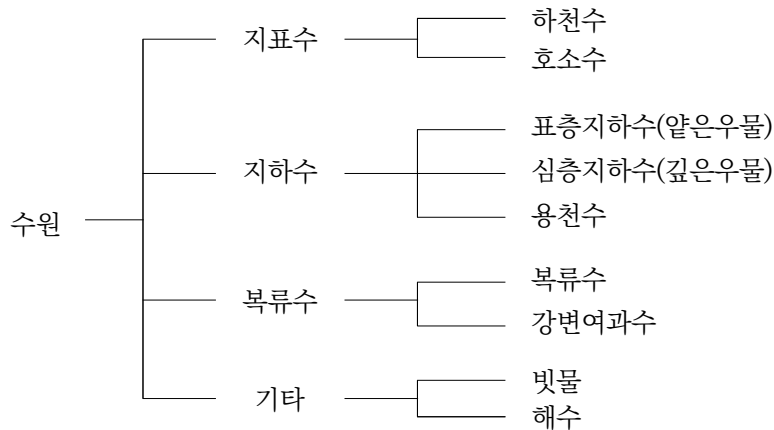 수원
지표수
하천수
호소수
지하수
표층지하수(얕은우물)
심층지하수(깊은우물)
용천수
복류수
복류수
강변여과수
기타
빗물
해수